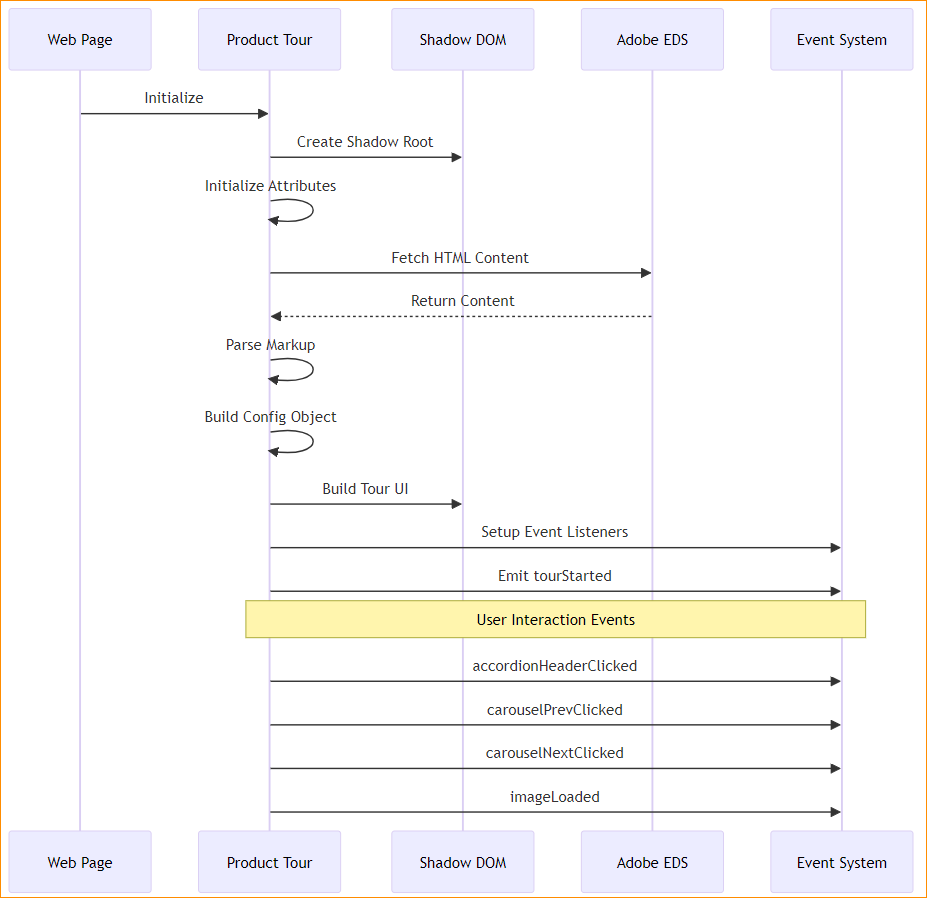 Web Page
Product Tour
Shadow DOM
Adobe EDS
Event System
Initialize
Create Shadow Root
Initialize Attributes
Fetch HTML Content
Return Content
Parse Markup
Build Config Object
Build Tour UI
Setup Event Listeners
Emit tourStarted
User Interaction Events
accordionHeaderClicked
carouselPrevClicked
carouselNextClicked
imageLoaded
Web Page
Product Tour
Shadow DOM
Adobe EDS
Event System